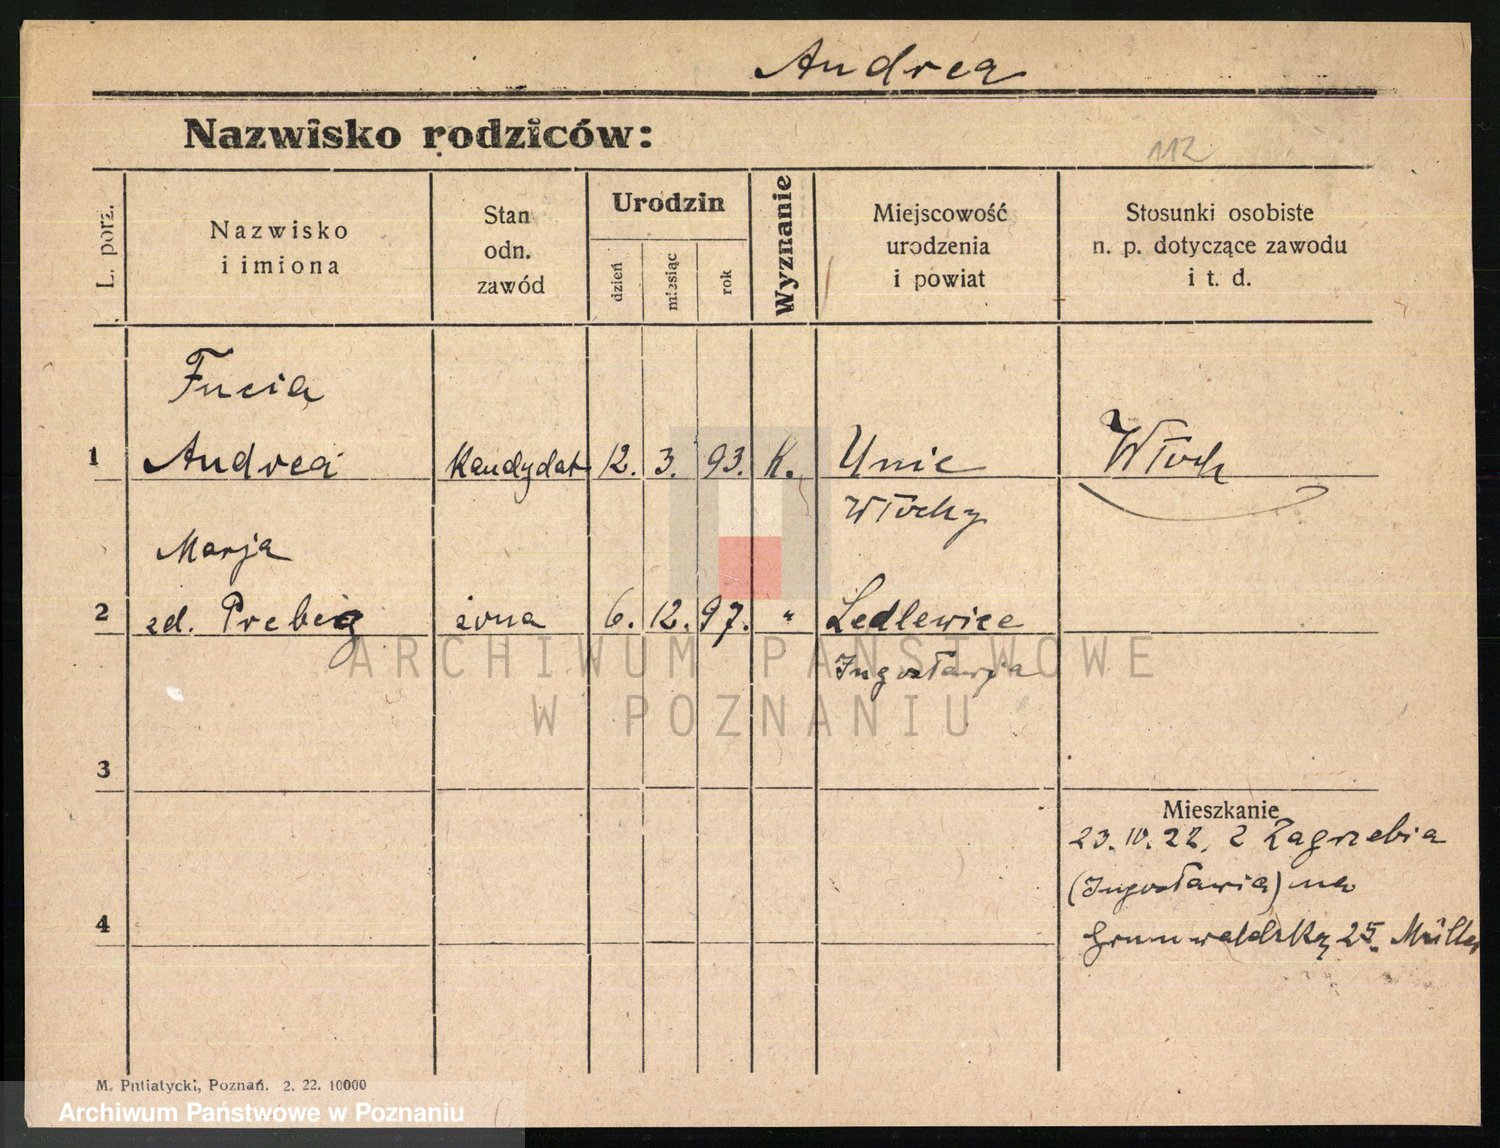 Andrea
Nazwisko rodziców:
112
L. porz.
Nazwisko
i imiona
Stan
odn.
zawód
Urodzin
dzień
miesiąc
rok
Wyznanie
Miejscowość
urodzenia
i powiat
Stosunki osobiste
n. p. dotyczące zawodu
i t. d.
Fucia
1 Andrea Kandydat 12. 3. 93. K. Unie Włoch
Włochy
Marja
2 zd. żona 6. 12. 97. " Ledlewice
Jugosławja
ARCHIWUM PAŃSTWOWE
W POZNANIU
3
Mieszkanie
23. 10. 22. z Zagrzebia
(Jugosławia) na
4 Grunwaldzką 25. Müller
M. Putiatycki, Poznań. 2. 22. 10000
Archiwum Państwowe w Poznaniu